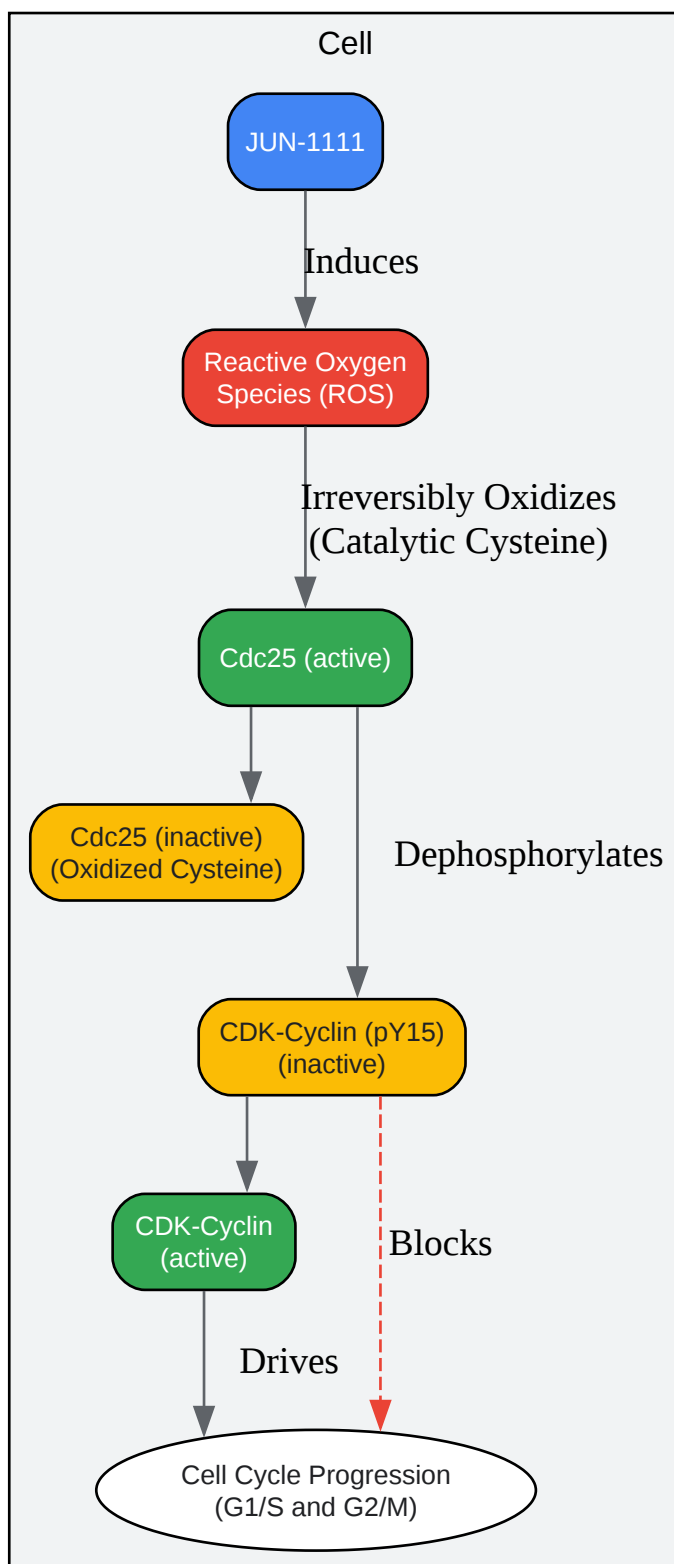 Cell
JUN-1111
Induces
Reactive Oxygen
Species (ROS)
Irreversibly Oxidizes
(Catalytic Cysteine)
Cdc25 (active)
Cdc25 (inactive)
(Oxidized Cysteine)
Dephosphorylates
CDK-Cyclin (pY15)
(inactive)
CDK-Cyclin
(active)
Blocks
Drives
Cell Cycle Progression
(G1/S and G2/M)